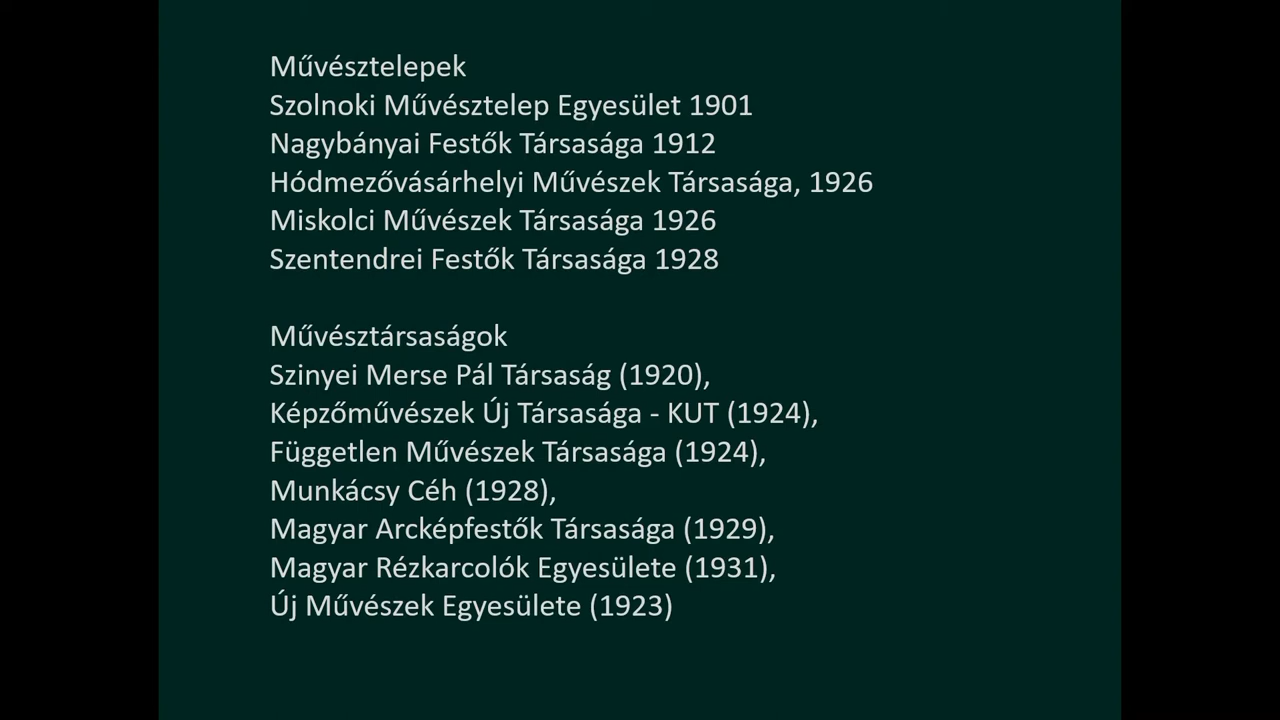 Művésztelepek
Szolnoki Művésztelep Egyesület 1901
Nagybányai Festők Társasága 1912
Hódmezővásárhelyi Művészek Társasága, 1926
Miskolci Művészek Társasága 1926
Szentendrei Festők Társasága 1928
Művésztársaságok
Szinyei Merse Pál Társaság (1920),
Képzőművészek Új Társasága - KUT (1924),
Független Művészek Társasága (1924),
Munkácsy Céh (1928),
Magyar Arcképfestők Társasága (1929),
Magyar Rézkarcolók Egyesülete (1931),
Új Művészek Egyesülete (1923)